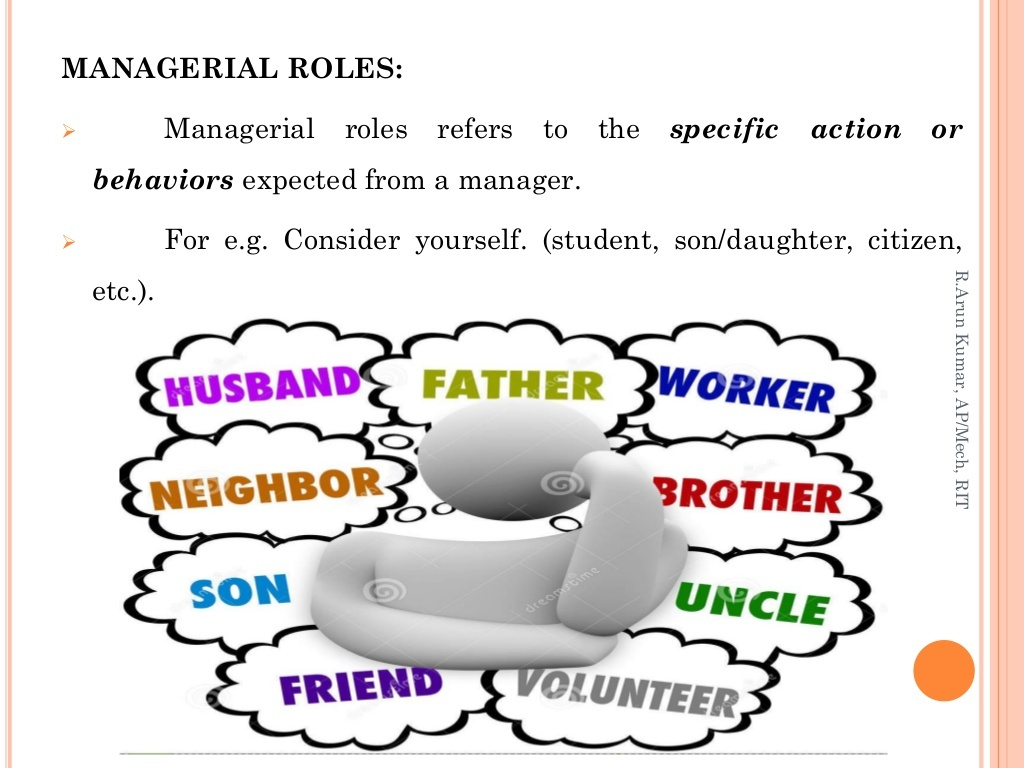 MANAGERIAL ROLES:
➢ Managerial roles refers to the specific action or
behaviors expected from a manager.
➢ For e.g. Consider yourself. (student, son/daughter, citizen,
etc.).
R.Arun Kumar, AP/Mech, RIT
HUSBAND FATHER WORKER
NEIGHBOR BROTHER
SON UNCLE
FRIEND VOLUNTEER
dreamstime